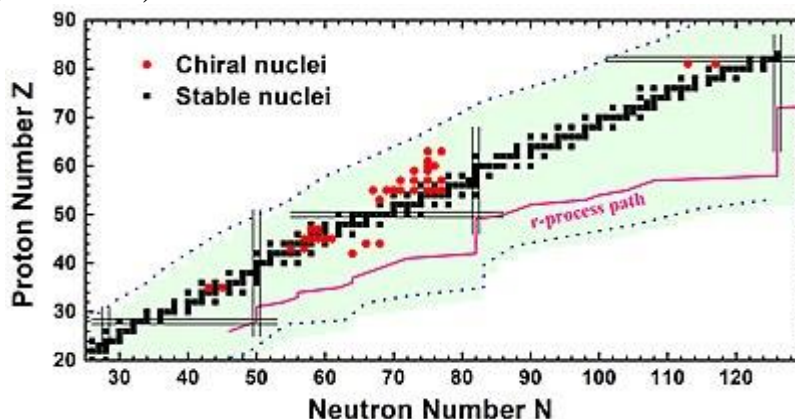 90
80
70
60
50
40
30
20
Proton Number Z
Chiral nuclei
Stable nuclei
r-process path
30 40 50 60 70 80 90 100 110 120
Neutron Number N